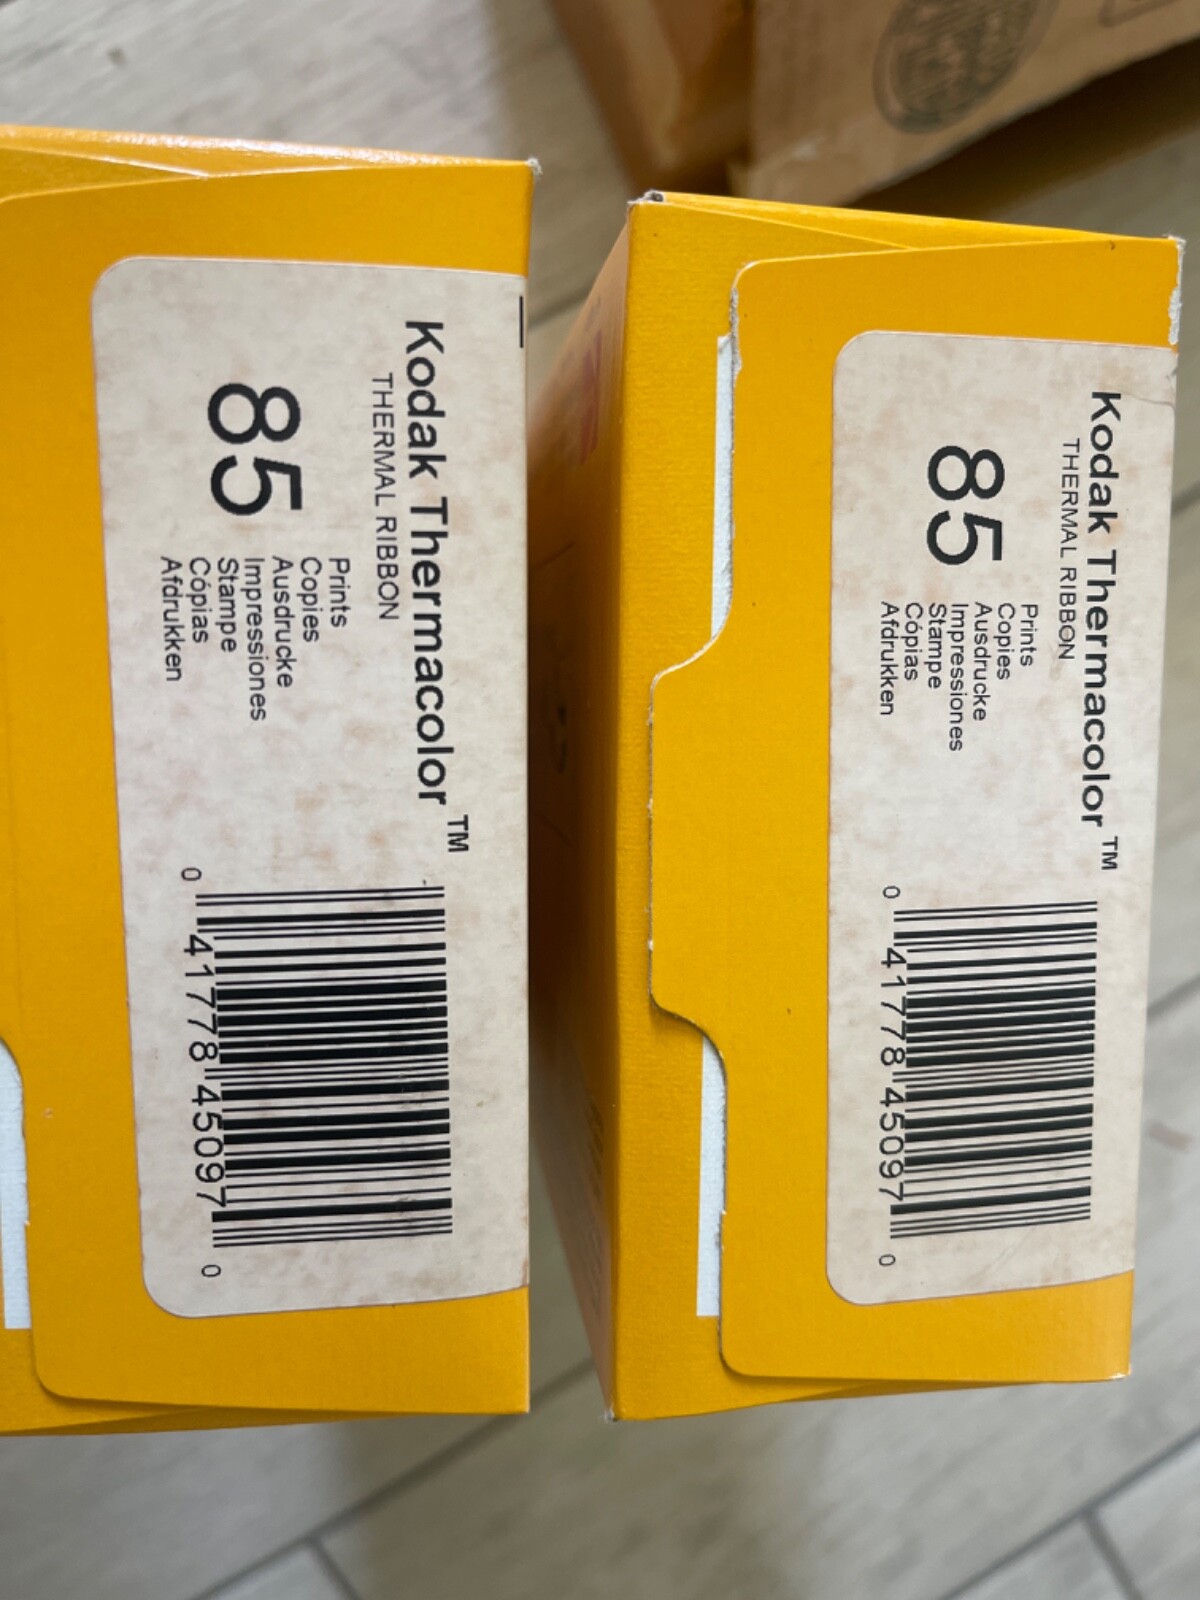 Kodak Thermacolor™
THERMAL RIBBON
85
Prints
Copies
Ausdrucke
Impressiones
Stampe
Cópias
Afdrukken
0 41778 45097 0
Kodak Thermacolor™
THERMAL RIBBON
85
Prints
Copies
Ausdrucke
Impressiones
Stampe
Cópias
Afdrukken
0 41778 45097 0